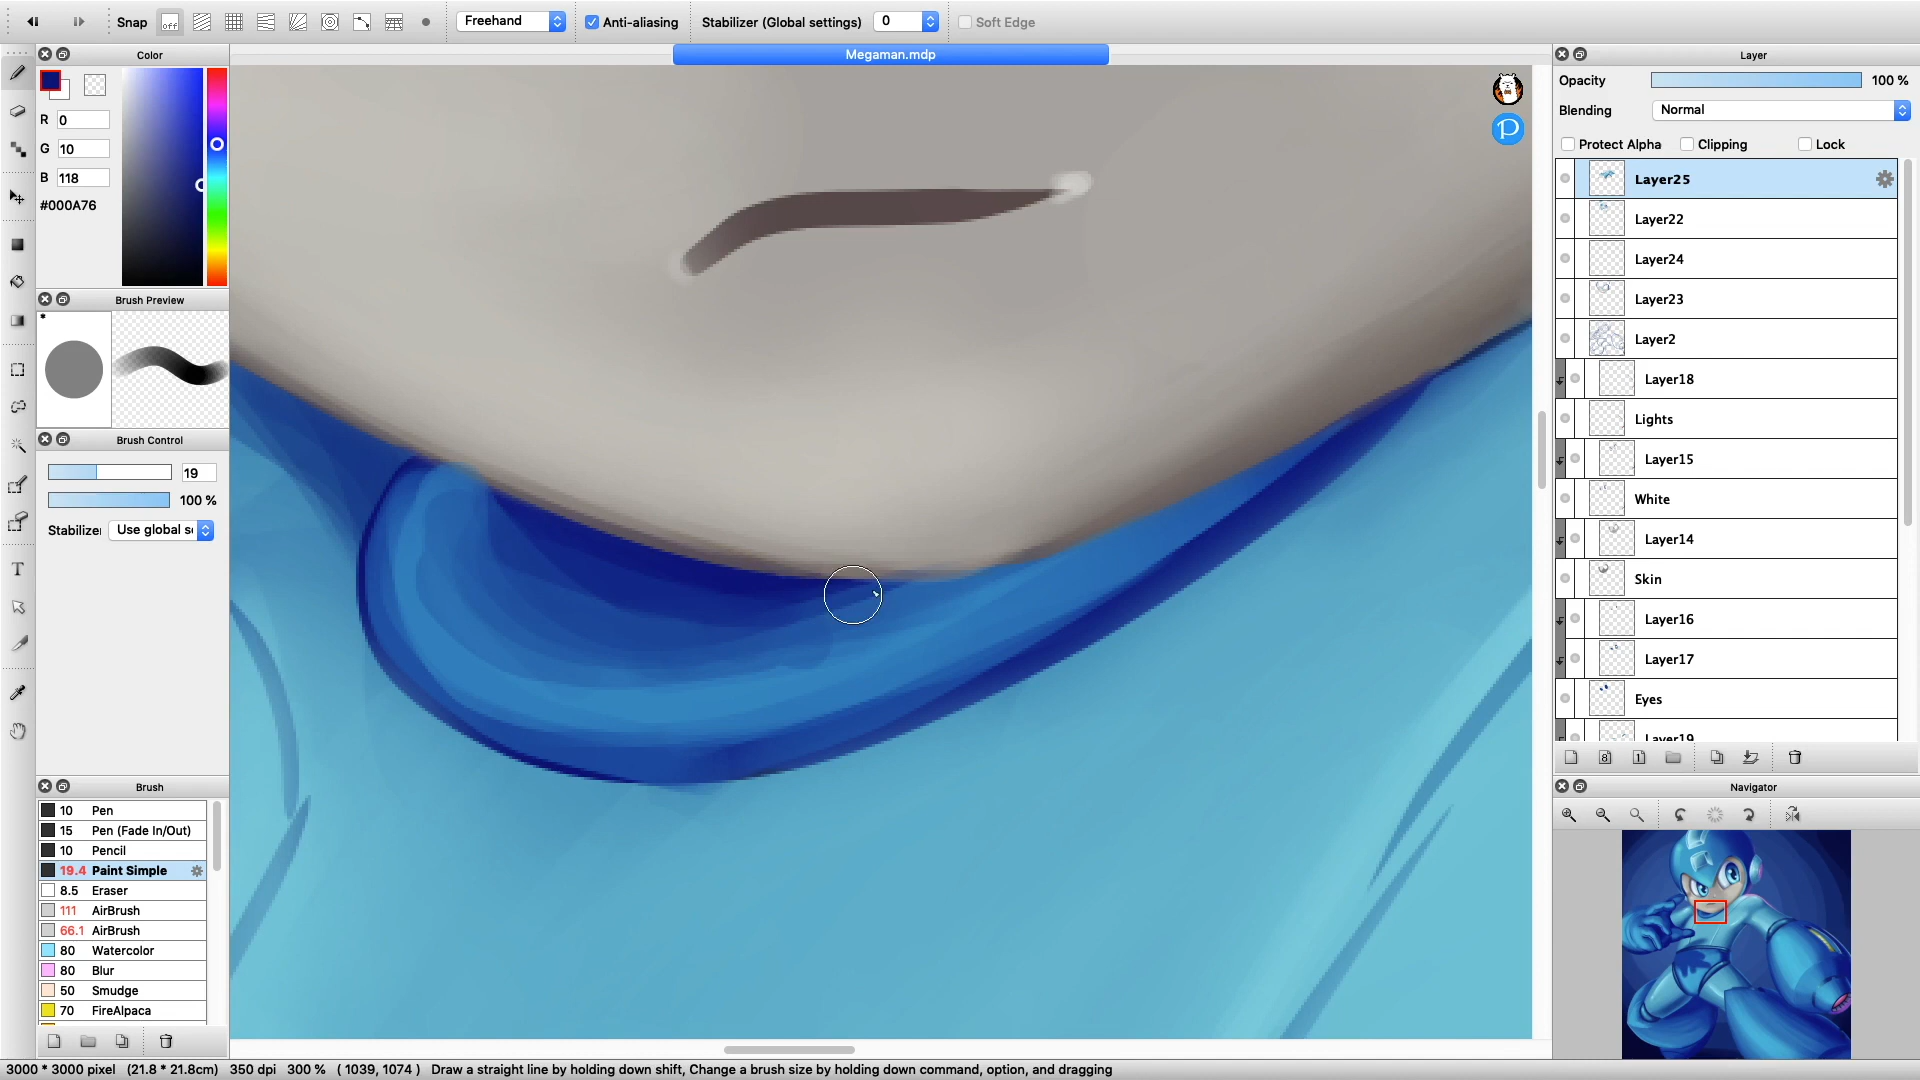 Snap
off
Freehand
Anti-aliasing
Stabilizer (Global settings)
0
Soft Edge
Color
Megaman.mdp
Layer
R 0
G 10
B 118
#000A76
Opacity
100 %
Blending
Normal
Protect Alpha
Clipping
Lock
Layer25
Layer22
Layer24
Layer23
Layer2
Layer18
Lights
Layer15
White
Layer14
Skin
Layer16
Layer17
Eyes
Layer19
Brush Preview
*
Brush Control
19
100 %
Stabilizer
Use global s
T
P
8
1
Navigator
Brush
10 Pen
15 Pen (Fade In/Out)
10 Pencil
19.4 Paint Simple
8.5 Eraser
111 AirBrush
66.1 AirBrush
80 Watercolor
80 Blur
50 Smudge
70 FireAlpaca
3000 * 3000 pixel (21.8 * 21.8cm) 350 dpi 300 % ( 1039, 1074 ) Draw a straight line by holding down shift, Change a brush size by holding down command, option, and dragging